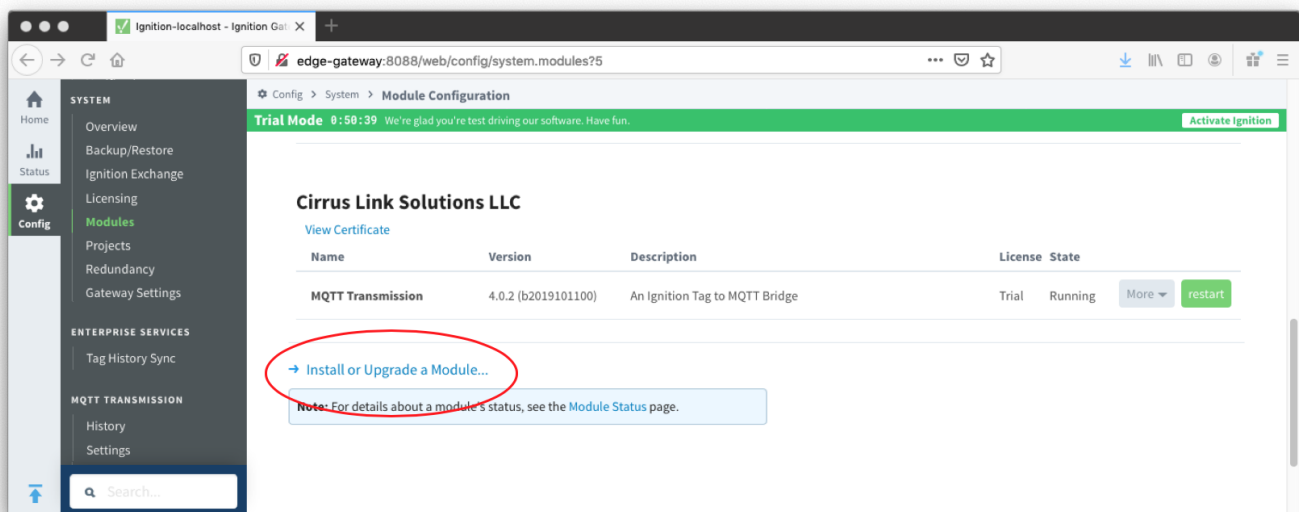 Ignition-localhost - Ignition Gat
edge-gateway:8088/web/config/system.modules?5
Home
Status
Config
SYSTEM
Overview
Backup/Restore
Ignition Exchange
Licensing
Modules
Projects
Redundancy
Gateway Settings
ENTERPRISE SERVICES
Tag History Sync
MQTT TRANSMISSION
History
Settings
Search...
Config > System > Module Configuration
Trial Mode 0:50:39 We're glad you're test driving our software. Have fun. Activate Ignition
Cirrus Link Solutions LLC
View Certificate
Name Version Description License State
MQTT Transmission 4.0.2 (b2019101100) An Ignition Tag to MQTT Bridge Trial Running More restart
→ Install or Upgrade a Module...
Note: For details about a module's status, see the Module Status page.